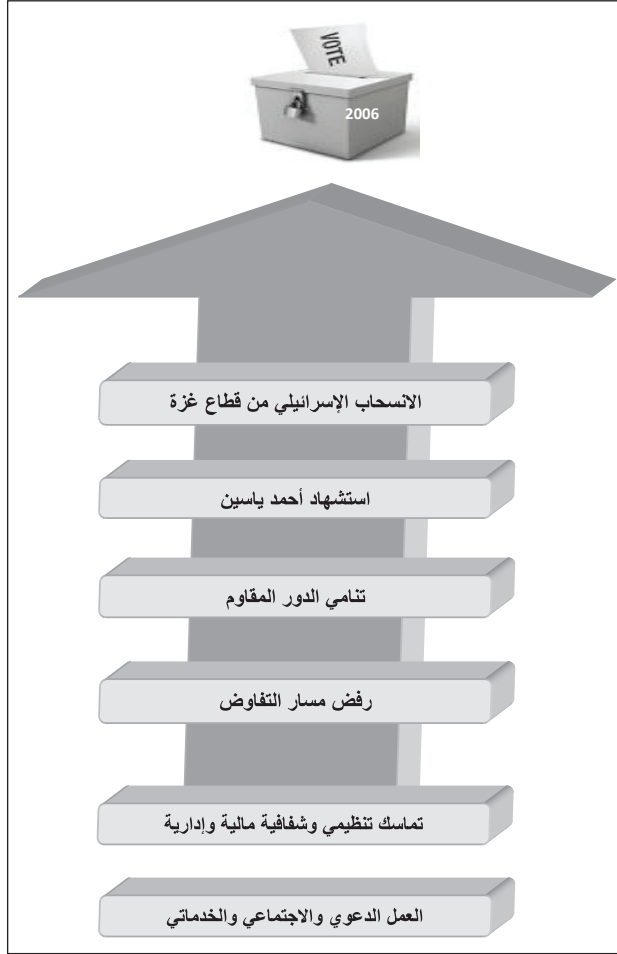 VOTE
2006
الانسحاب الإسرائيلي من قطاع غزة
استشهاد أحمد ياسين
تنامي الدور المقاوم
رفض مسار التفاوض
تماسك تنظيمي وشفافية مالية وإدارية
العمل الدعوي والاجتماعي والخدماتي